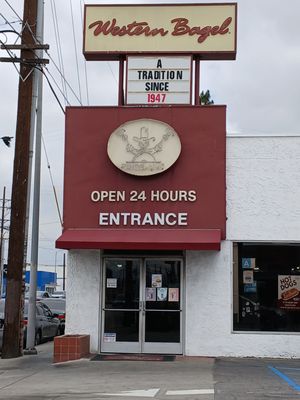 Western Bagel
A
TRADITION
SINCE
1947
OPEN 24 HOURS
ENTRANCE
A
HOT
DOGS